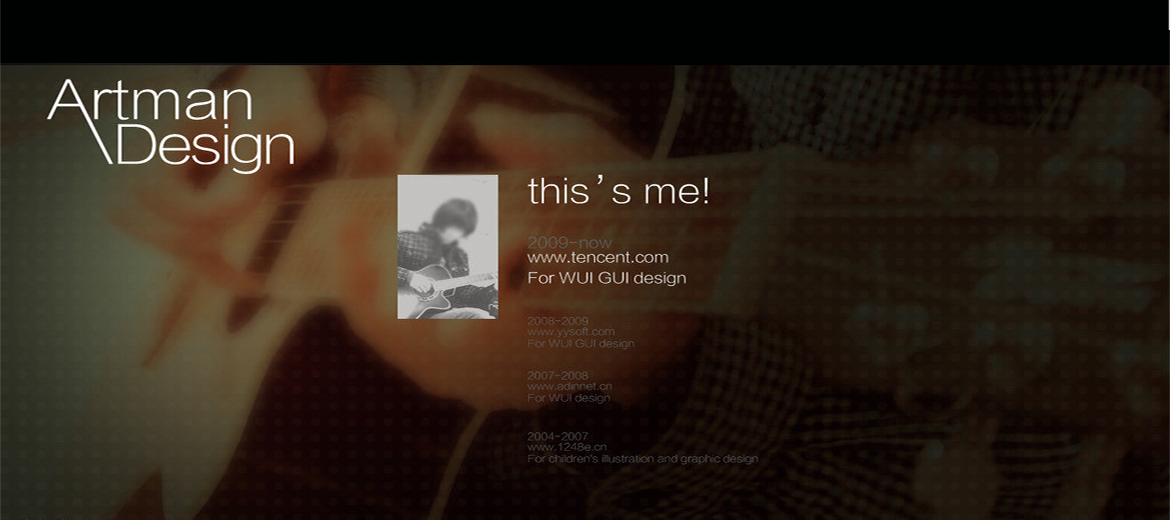 Artman
Design
this's me!
2009-now
www.tencent.com
For WUI GUI design
2008-2009
www.yysoft.com
For WUI GUI design
2007-2008
www.adinnet.cn
For WUI design
2004-2007
www.1248e.cn
For children's illustration and graphic design